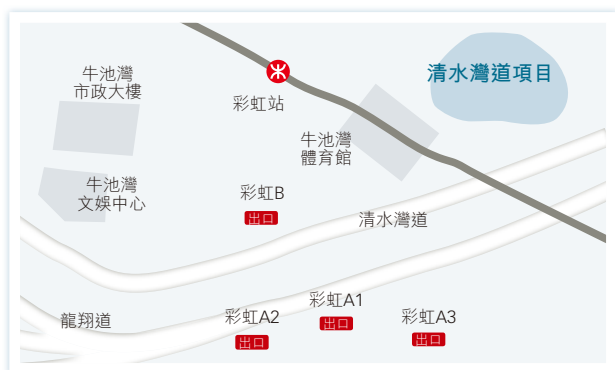 清水灣道項目
牛池灣
市政大樓
彩虹站
牛池灣
體育館
牛池灣
文娛中心
彩虹B
出口
清水灣道
龍翔道
彩虹A2
出口
彩虹A1
出口
彩虹A3
出口